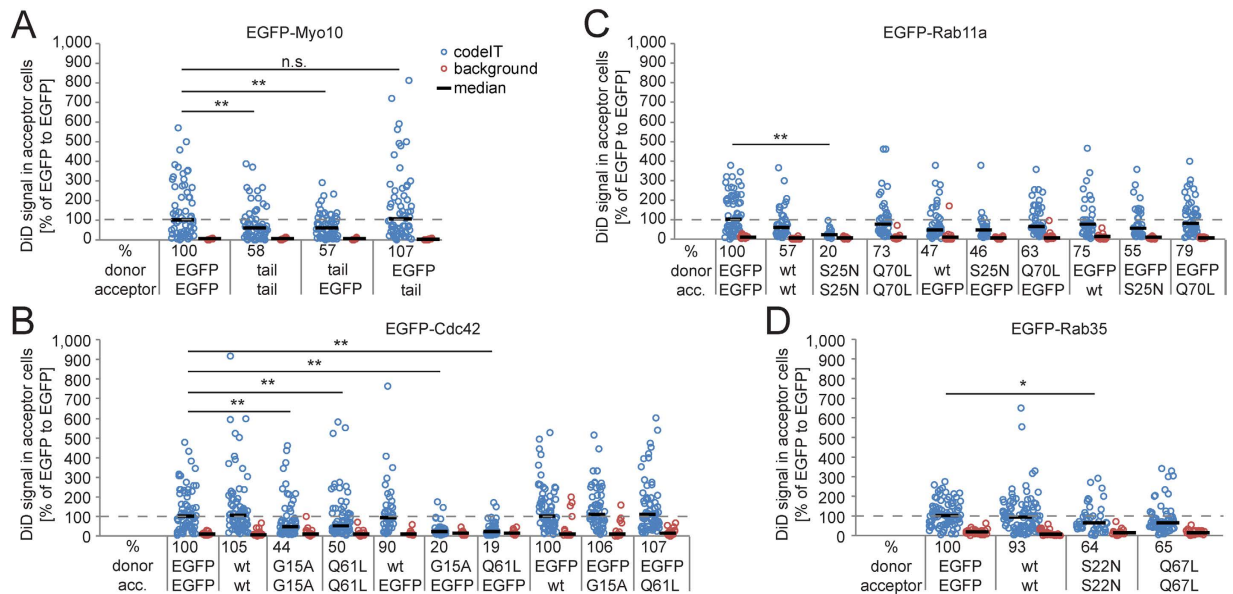 A
EGFP-Myo10
DiD signal in acceptor cells
[% of EGFP to EGFP]
1,000
900
800
700
600
500
400
300
200
100
0
codeIT
background
median
n.s.
**
**
% 100 58 57 107
donor EGFP tail tail EGFP
acceptor EGFP tail EGFP tail
C
EGFP-Rab11a
DiD signal in acceptor cells
[% of EGFP to EGFP]
1,000
900
800
700
600
500
400
300
200
100
0
**
% 100 57 20 73 47 46 63 75 55 79
donor EGFP wt S25N Q70L wt S25N Q70L EGFP EGFP EGFP
acc. EGFP wt S25N Q70L EGFP EGFP EGFP wt S25N Q70L
B
EGFP-Cdc42
DiD signal in acceptor cells
[% of EGFP to EGFP]
1,000
900
800
700
600
500
400
300
200
100
0
**
**
**
**
% 100 105 44 50 90 20 19 100 106 107
donor EGFP wt G15A Q61L wt G15A Q61L EGFP EGFP EGFP
acc. EGFP wt G15A Q61L EGFP EGFP EGFP wt G15A Q61L
D
EGFP-Rab35
DiD signal in acceptor cells
[% of EGFP to EGFP]
1,000
900
800
700
600
500
400
300
200
100
0
*
% 100 93 64 65
donor EGFP wt S22N Q67L
acceptor EGFP wt S22N Q67L